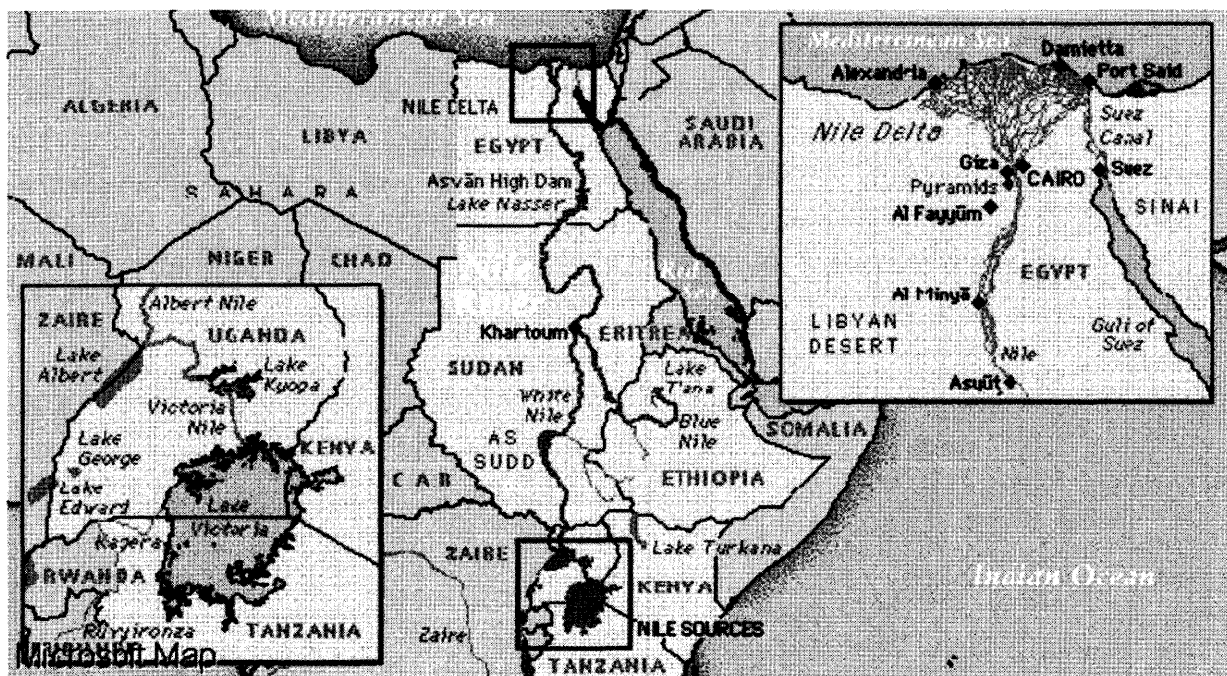 Mediterranean Sea
ALGERIA
LIBYA
NILE DELTA
EGYPT
SAUDI
ARABIA
SAHARA
Asvān High Dam
Lake Nasser
MALI
NIGER
CHAD
Khartoum
ERITREA
SUDAN
White
Nile
Lake
T'ana
Blue
Nile
SOMALIA
AS
SUDD
CAR
ETHIOPIA
ZAIRE
Lake Turkana
KENYA
NILE SOURCES
Zaire
TANZANIA
Indian Ocean
Albert Nile
ZAIRE
UGANDA
Lake
Albert
Lake
Kyoga
Victoria
Nile
KENYA
Lake
George
Lake
Edward
Lake
Victoria
Kagera
RWANDA
Ruvyironza
TANZANIA
Microsoft Map
Mediterranean Sea
Damietta
Alexandria
Port Said
Nile Delta
Suez
Canal
Giza
CAIRO
Suez
Pyramids
Al Fayyūm
SINAI
EGYPT
Al Minyā
LIBYAN
DESERT
Gulf of
Suez
Nile
Asyūt